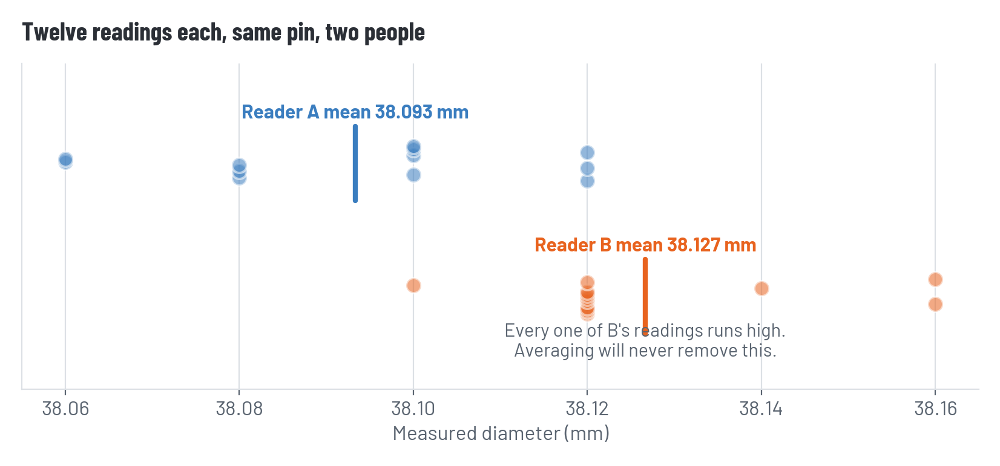 Twelve readings each, same pin, two people
Reader A mean 38.093 mm
Reader B mean 38.127 mm
Every one of B's readings runs high.
Averaging will never remove this.
38.06 38.08 38.10 38.12 38.14 38.16
Measured diameter (mm)